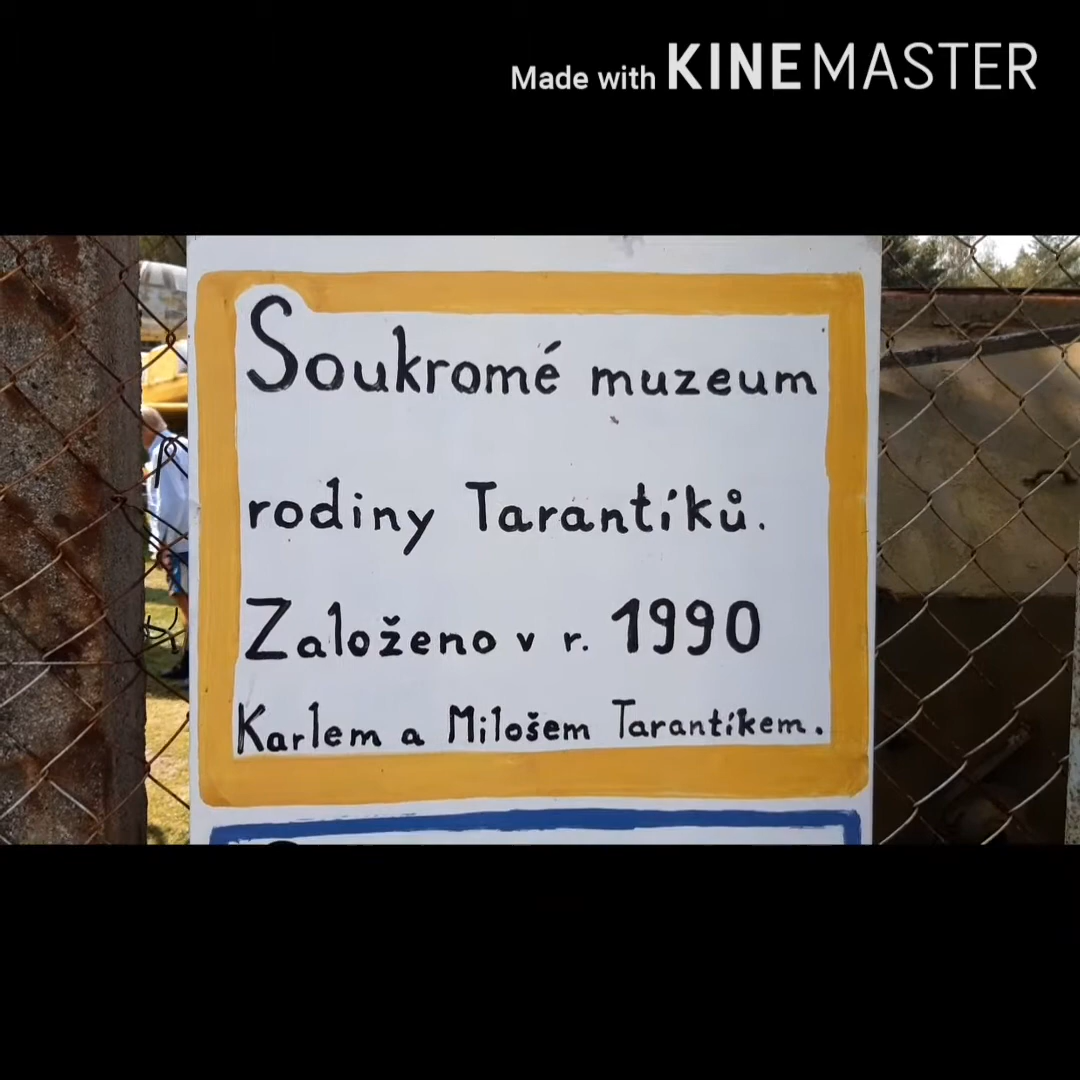 Made with KINEMASTER
Soukromé muzeum
rodiny Tarantíků.
Založeno v r. 1990
Karlem a Milošem Tarantíkem.